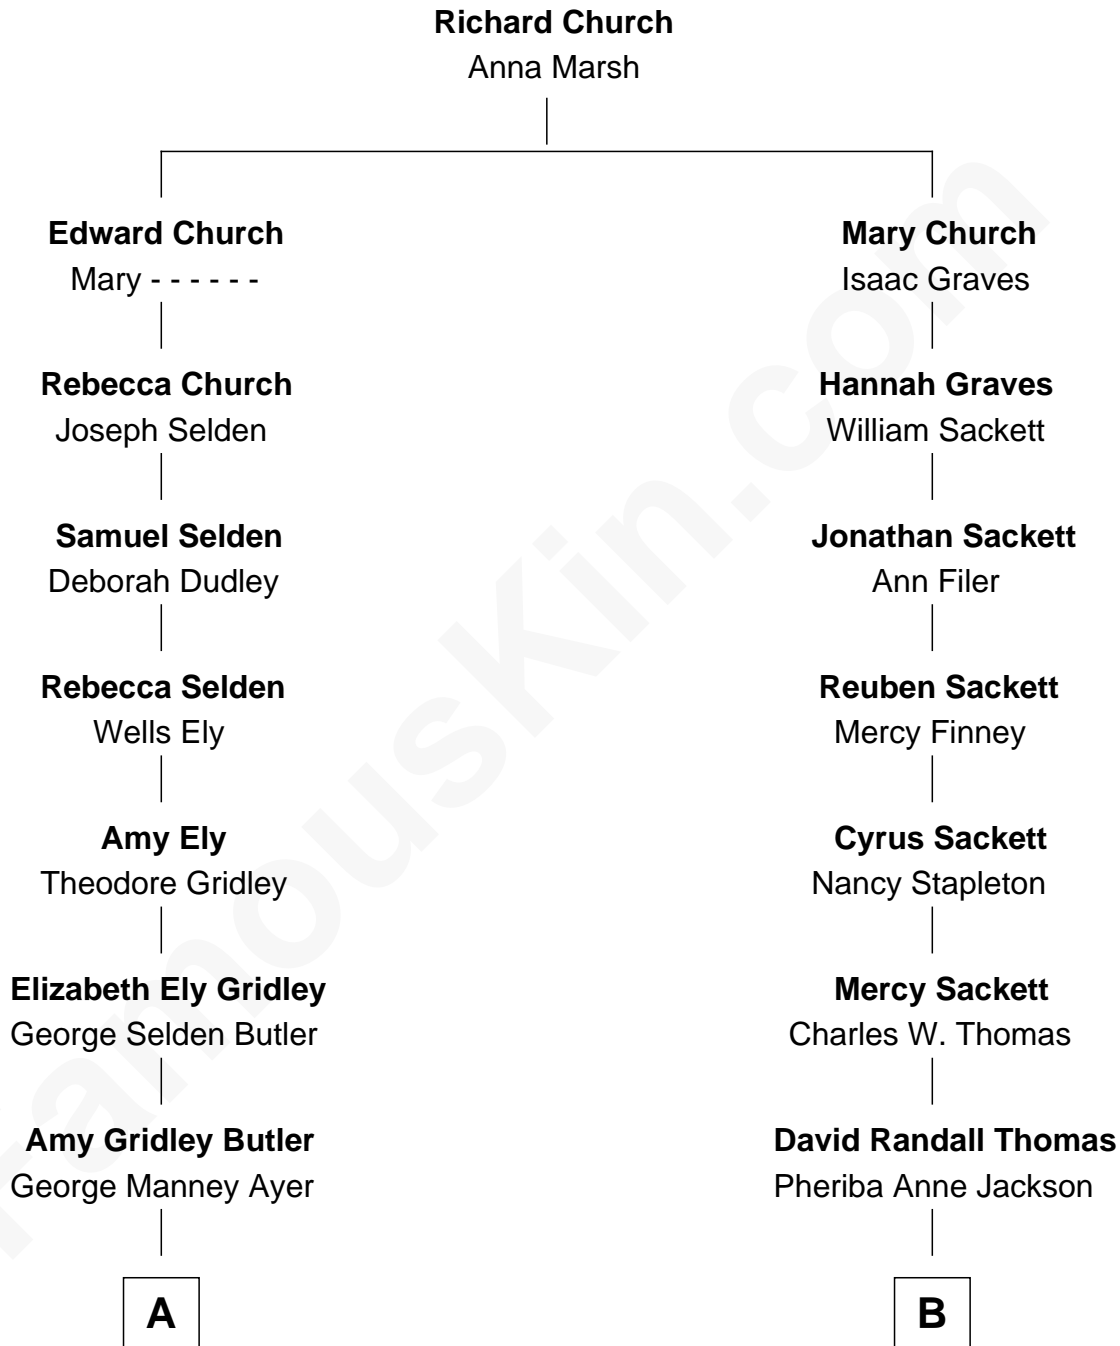 Richard Church
Anna Marsh
Edward Church
Mary - - - - - -
Mary Church
Isaac Graves
Rebecca Church
Joseph Selden
Hannah Graves
William Sackett
Samuel Selden
Deborah Dudley
Jonathan Sackett
Ann Filer
Rebecca Selden
Wells Ely
Reuben Sackett
Mercy Finney
Amy Ely
Theodore Gridley
Cyrus Sackett
Nancy Stapleton
Elizabeth Ely Gridley
George Selden Butler
Mercy Sackett
Charles W. Thomas
Amy Gridley Butler
George Manney Ayer
David Randall Thomas
Pheriba Anne Jackson
A
B
FamousKin.com